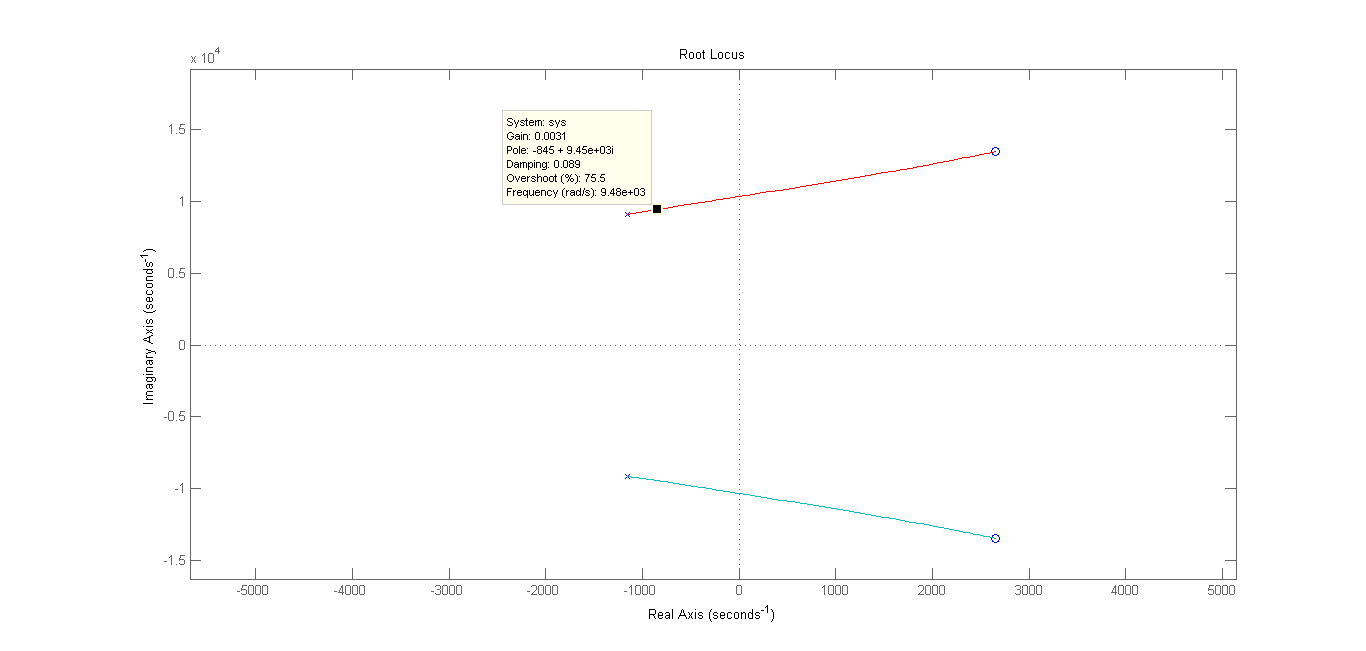 Root Locus
x 10^4
System: sys
Gain: 0.0031
Pole: -845 + 9.45e+03i
Damping: 0.089
Overshoot (%): 75.5
Frequency (rad/s): 9.48e+03
1.5
1
0.5
0
-0.5
-1
-1.5
Imaginary Axis (seconds^-1)
-5000 -4000 -3000 -2000 -1000 0 1000 2000 3000 4000 5000
Real Axis (seconds^-1)